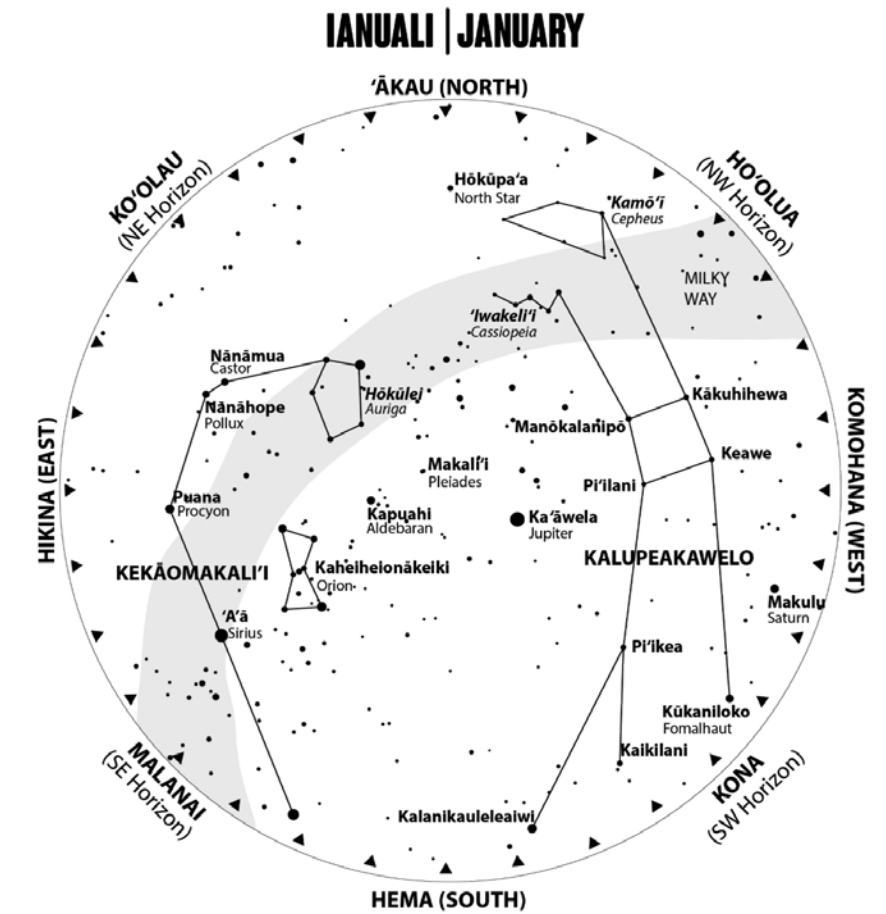 IANUALI | JANUARY
ʻĀKAU (NORTH)
KOʻOLAU
(NE Horizon)
HOʻOLUA
(NW Horizon)
Hōkūpaʻa
North Star
ʻKamōʻī
Cepheus
MILKY
WAY
ʻIwakeliʻi
Cassiopeia
Nānāmua
Castor
Nānāhope
Pollux
Hōkūlei
Auriga
Kākuhihewa
Manōkalanipō
Keawe
Makaliʻi
Pleiades
Piʻilani
Puana
Procyon
Kapuahi
Aldebaran
Kaʻāwela
Jupiter
HIKINA (EAST)
KOMOHANA (WEST)
KALUPEAKAWELO
KEKĀOMAKALIʻI
Kaheiheionākeiki
Orion
Makulu
Saturn
ʻAʻā
Sirius
Piʻikea
Kūkaniloko
Fomalhaut
Kaikilani
MALANAI
(SE Horizon)
KONA
(SW Horizon)
Kalanikauleleaiwi
HEMA (SOUTH)